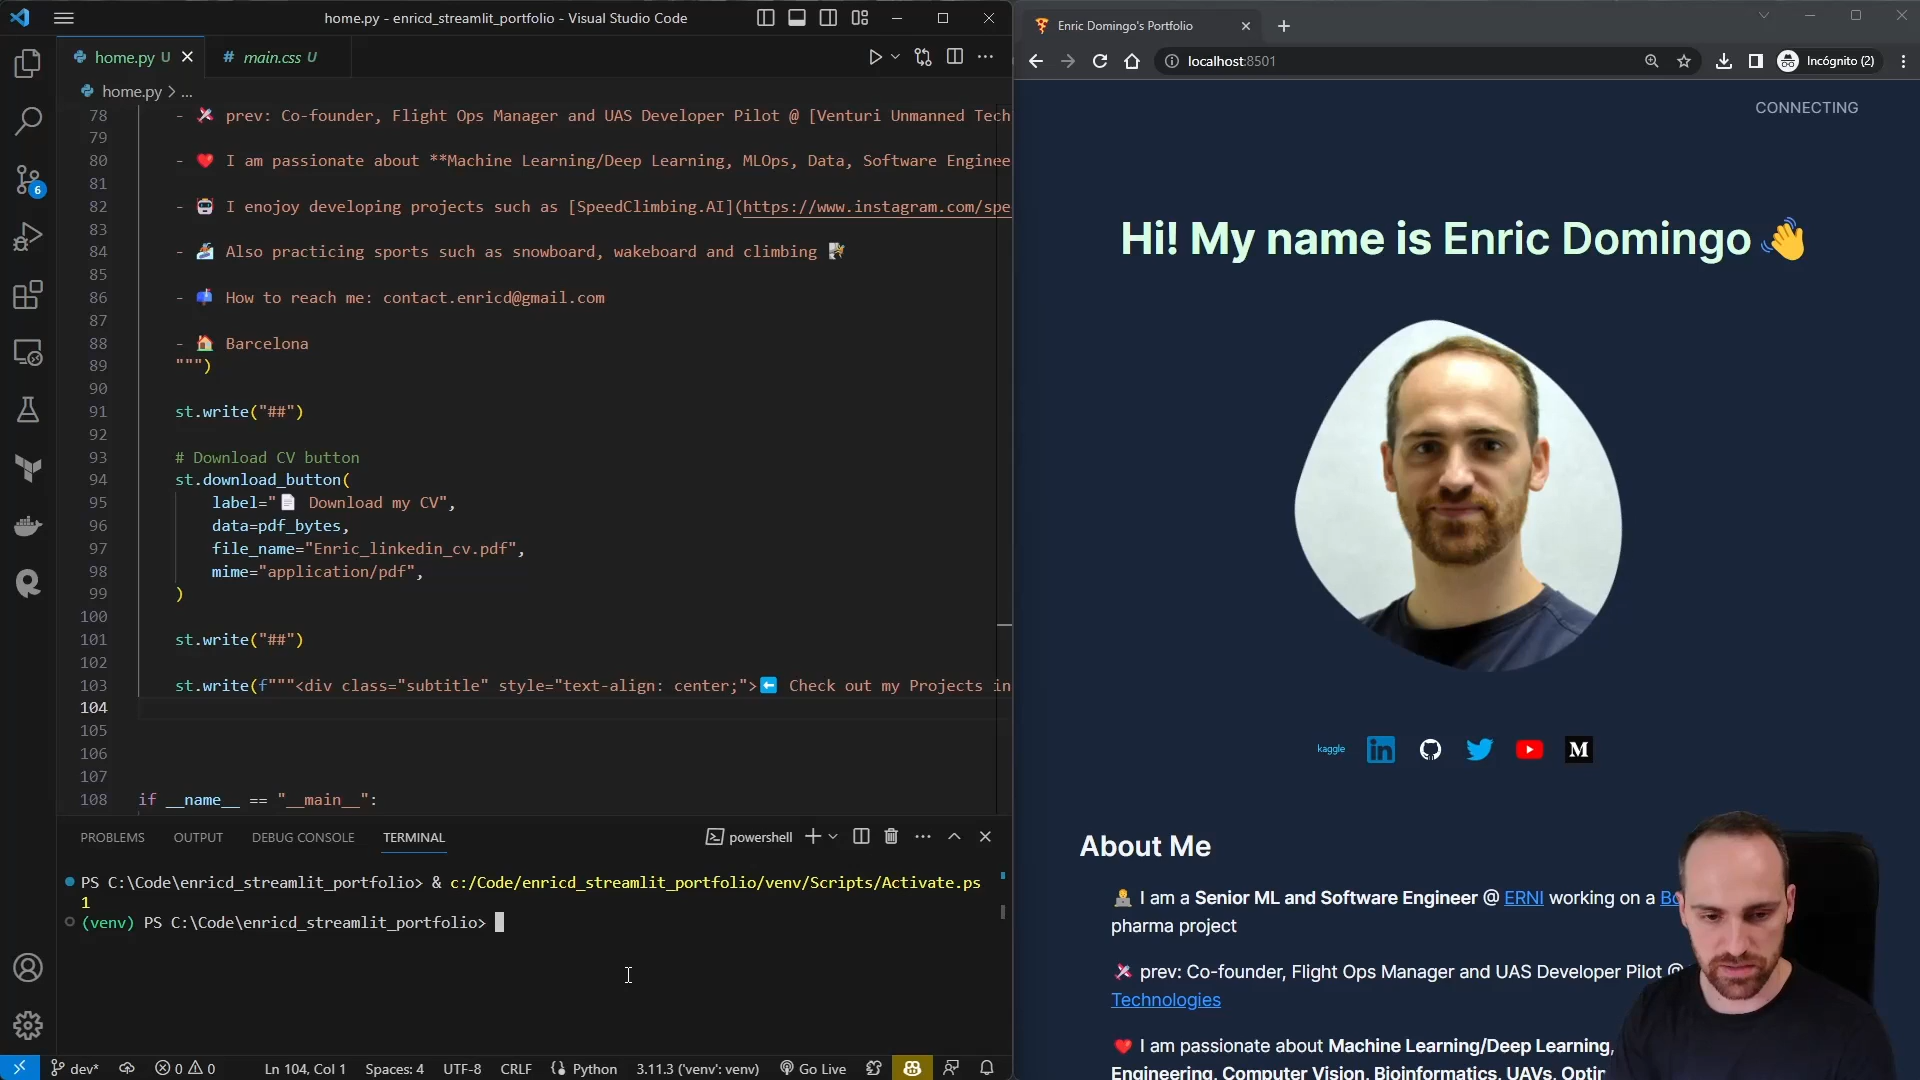 home.py - enricd_streamlit_portfolio - Visual Studio Code
home.py U
# main.css U
home.py > ...
78 - prev: Co-founder, Flight Ops Manager and UAS Developer Pilot @ [Venturi Unmanned Tech
79
80 - ❤️ I am passionate about **Machine Learning/Deep Learning, MLOps, Data, Software Enginee
81
82 - 🤖 I enojoy developing projects such as [SpeedClimbing.AI](https://www.instagram.com/spe
83
84 - 🏂 Also practicing sports such as snowboard, wakeboard and climbing
85
86 - 📫 How to reach me: contact.enricd@gmail.com
87
88 - 🏠 Barcelona
89 """)
90
91 st.write("##")
92
93 # Download CV button
94 st.download_button(
95 label="📄 Download my CV",
96 data=pdf_bytes,
97 file_name="Enric_linkedin_cv.pdf",
98 mime="application/pdf",
99 )
100
101 st.write("##")
102
103 st.write(f"""<div class="subtitle" style="text-align: center;">⬅️ Check out my Projects in
104
105
106
107
108 if __name__ == "__main__":
PROBLEMS OUTPUT DEBUG CONSOLE TERMINAL
powershell
PS C:\Code\enricd_streamlit_portfolio> & c:/Code/enricd_streamlit_portfolio/venv/Scripts/Activate.ps
1
(venv) PS C:\Code\enricd_streamlit_portfolio>
6
dev* 0 0 Ln 104, Col 1 Spaces: 4 UTF-8 CRLF Python 3.11.3 ('venv': venv) Go Live
Enric Domingo's Portfolio
localhost:8501
Incógnito (2)
CONNECTING
Hi! My name is Enric Domingo 👋
kaggle in M
About Me
I am a Senior ML and Software Engineer @ ERNI working on a
pharma project
prev: Co-founder, Flight Ops Manager and UAS Developer Pilot @
Technologies
❤️ I am passionate about Machine Learning/Deep Learning,
Engineering, Computer Vision, Bioinformatics, UAVs,